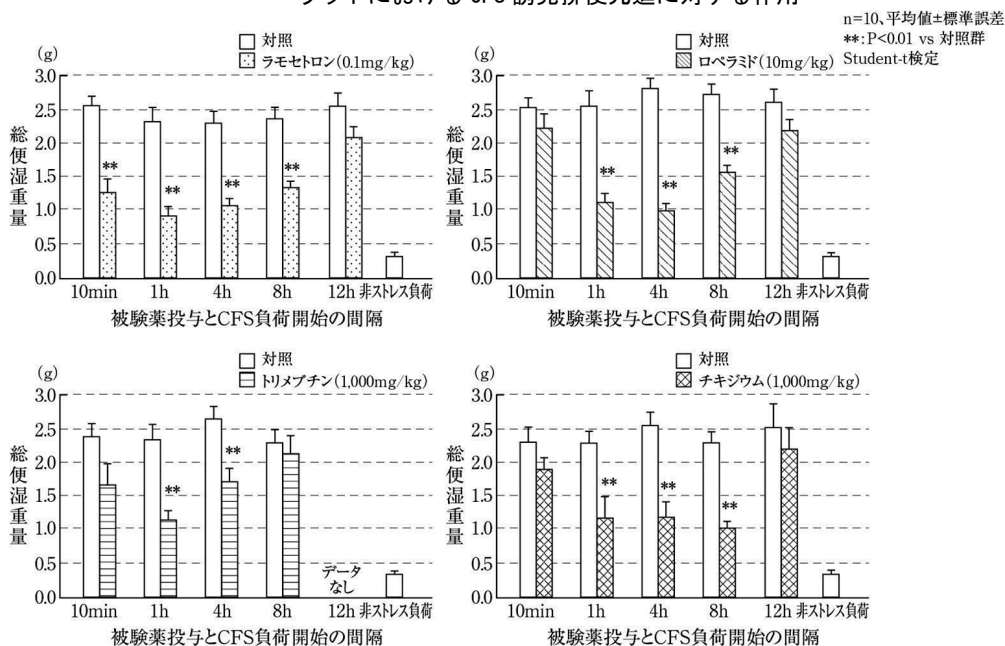 n=10、平均値±標準誤差
**:P<0.01 vs 対照群
Student-t検定
(g)
対照
ラモセトロン(0.1mg/kg)
総便湿重量
3.0
2.5
2.0
1.5
1.0
0.5
0.0
**
**
**
**
10min 1h 4h 8h 12h 非ストレス負荷
被験薬投与とCFS負荷開始の間隔
(g)
対照
ロペラミド(10mg/kg)
総便湿重量
3.0
2.5
2.0
1.5
1.0
0.5
0.0
**
**
**
10min 1h 4h 8h 12h 非ストレス負荷
被験薬投与とCFS負荷開始の間隔
(g)
対照
トリメブチン(1,000mg/kg)
総便湿重量
3.0
2.5
2.0
1.5
1.0
0.5
0.0
**
**
データ
なし
10min 1h 4h 8h 12h 非ストレス負荷
被験薬投与とCFS負荷開始の間隔
(g)
対照
チキジウム(1,000mg/kg)
総便湿重量
3.0
2.5
2.0
1.5
1.0
0.5
0.0
**
**
**
10min 1h 4h 8h 12h 非ストレス負荷
被験薬投与とCFS負荷開始の間隔